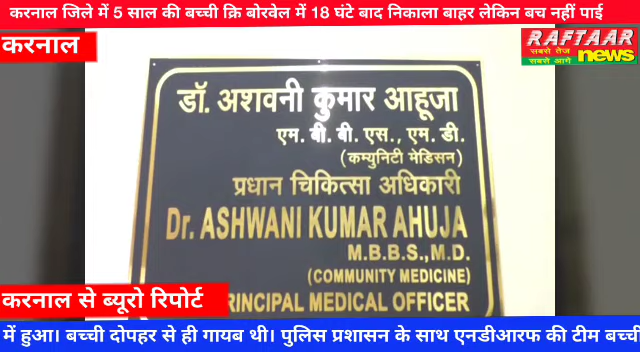 करनाल जिले में 5 साल की बच्ची क्रि बोरवेल में 18 घंटे बाद निकाला बाहर लेकिन बच नहीं पाई
करनाल
RAFTAAR
सबसे तेज
सबसे आगे
news
डॉ. अशवनी कुमार आहूजा
एम. बी. बी. एस., एम. डी.
(कम्युनिटी मेडिसन)
प्रधान चिकित्सा अधिकारी
Dr. ASHWANI KUMAR AHUJA
M.B.B.S.,M.D.
(COMMUNITY MEDICINE)
RINCIPAL MEDICAL OFFICER
करनाल से ब्यूरो रिपोर्ट
में हुआ। बच्ची दोपहर से ही गायब थी। पुलिस प्रशासन के साथ एनडीआरफ की टीम बच्ची